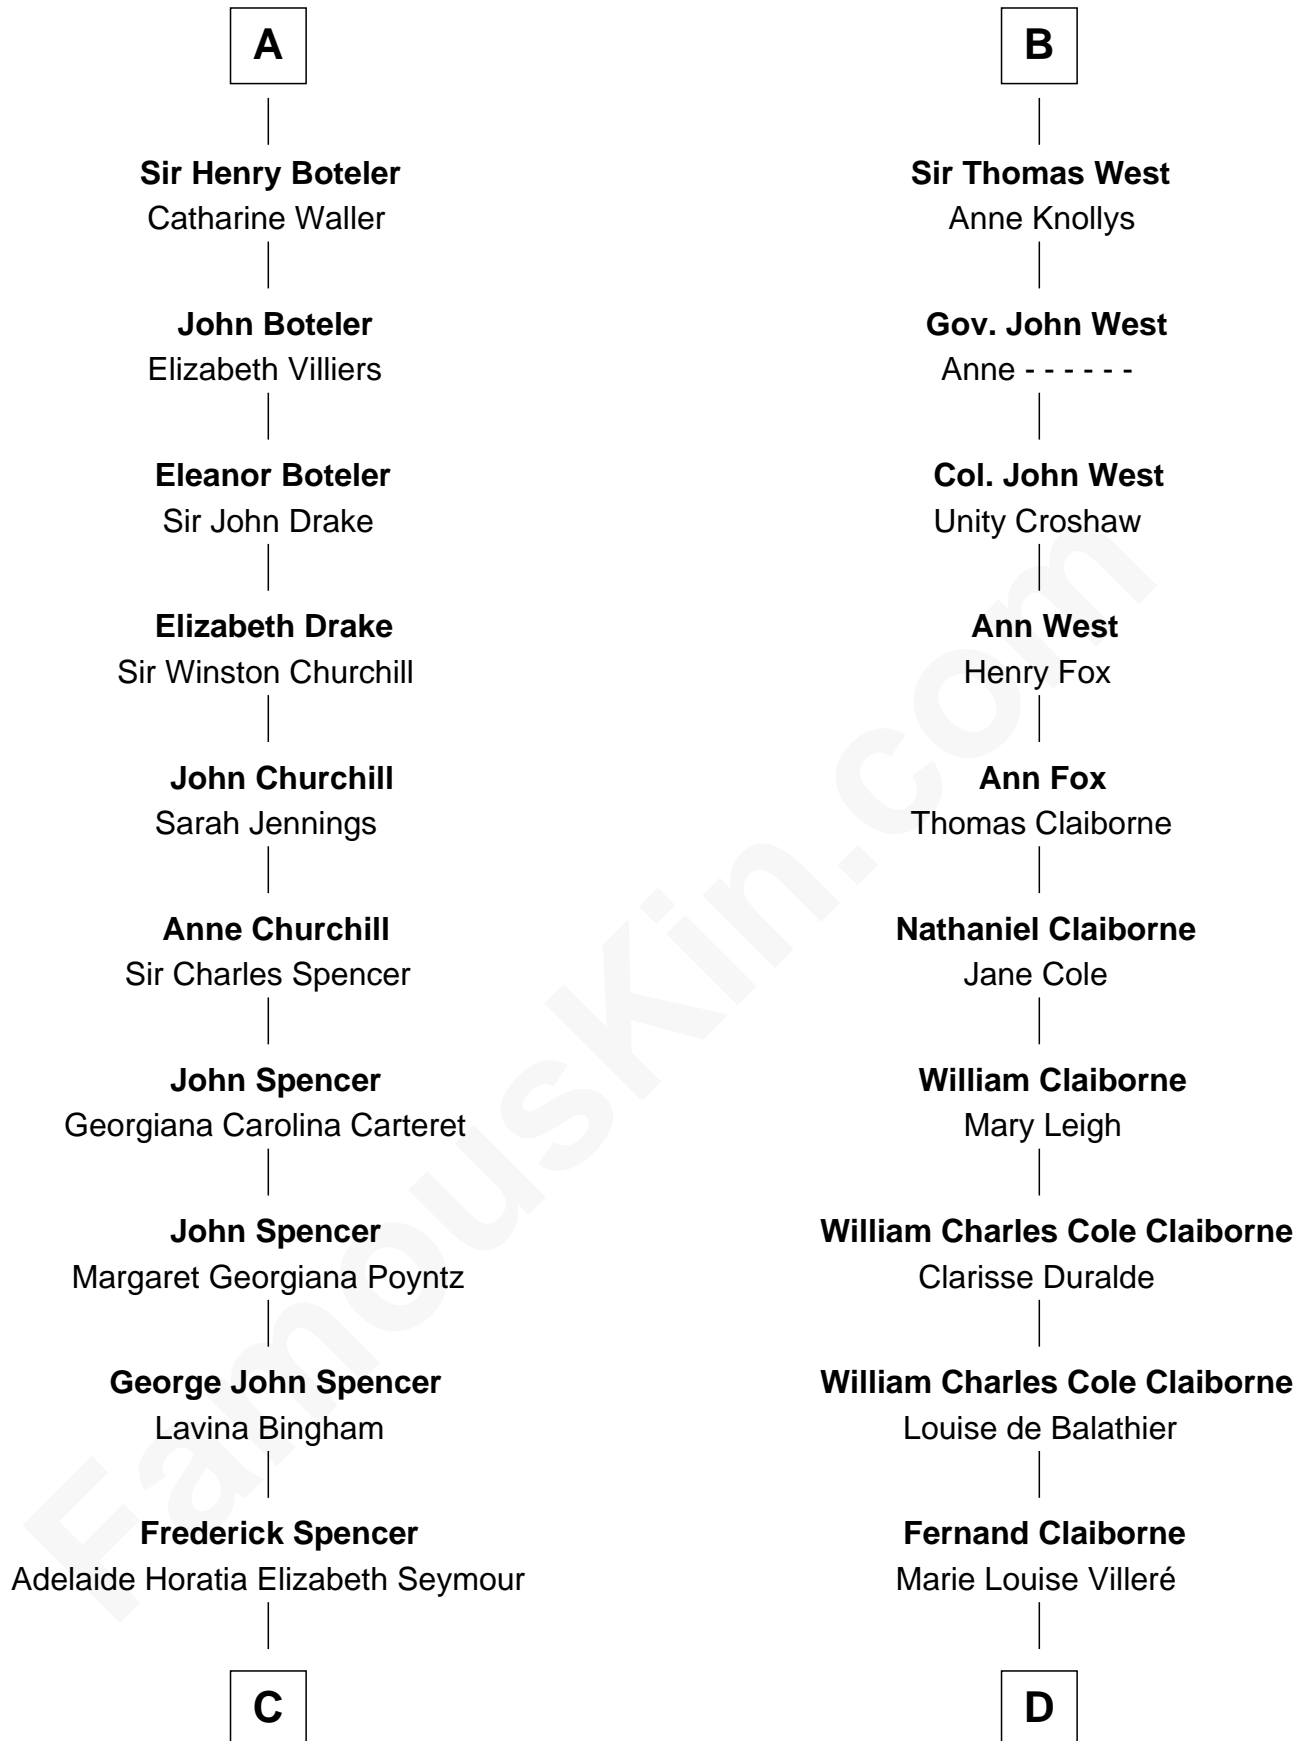 A
Sir Henry Boteler
Catharine Waller
John Boteler
Elizabeth Villiers
Eleanor Boteler
Sir John Drake
Elizabeth Drake
Sir Winston Churchill
John Churchill
Sarah Jennings
Anne Churchill
Sir Charles Spencer
John Spencer
Georgiana Carolina Carteret
John Spencer
Margaret Georgiana Poyntz
George John Spencer
Lavina Bingham
Frederick Spencer
Adelaide Horatia Elizabeth Seymour
C
B
Sir Thomas West
Anne Knollys
Gov. John West
Anne - - - - - -
Col. John West
Unity Croshaw
Ann West
Henry Fox
Ann Fox
Thomas Claiborne
Nathaniel Claiborne
Jane Cole
William Claiborne
Mary Leigh
William Charles Cole Claiborne
Clarisse Duralde
William Charles Cole Claiborne
Louise de Balathier
Fernand Claiborne
Marie Louise Villeré
D
FamousKin.com